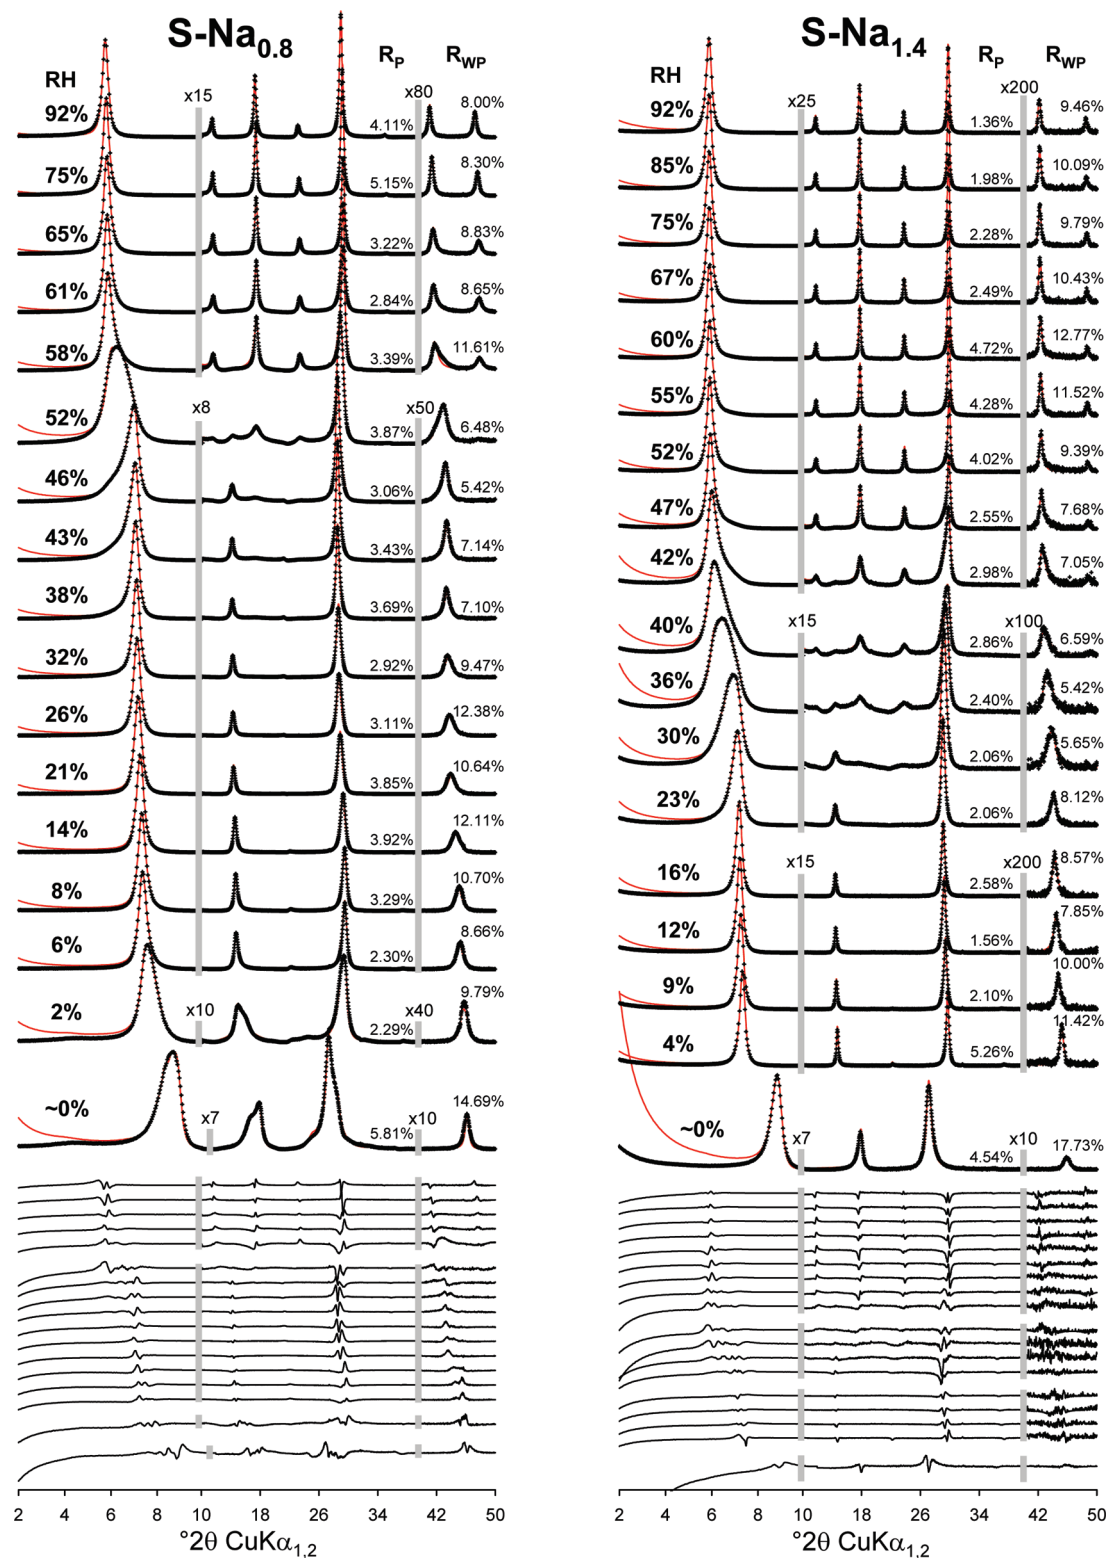 S-Na0.8
RH RP RWP
x15 x80
92% 4.11% 8.00%
75% 5.15% 8.30%
65% 3.22% 8.83%
61% 2.84% 8.65%
58% 3.39% 11.61%
x8 x50
52% 3.87% 6.48%
46% 3.06% 5.42%
43% 3.43% 7.14%
38% 3.69% 7.10%
32% 2.92% 9.47%
26% 3.11% 12.38%
21% 3.85% 10.64%
14% 3.92% 12.11%
8% 3.29% 10.70%
6% 2.30% 8.66%
2% x10 2.29% x40 9.79%
~0% x7 5.81% x10 14.69%
2 4 6 8 10 18 26 34 42 50
°2θ CuKα1,2
S-Na1.4
RH RP RWP
x25 x200
92% 1.36% 9.46%
85% 1.98% 10.09%
75% 2.28% 9.79%
67% 2.49% 10.43%
60% 4.72% 12.77%
55% 4.28% 11.52%
52% 4.02% 9.39%
47% 2.55% 7.68%
42% 2.98% 7.05%
x15 x100
40% 2.86% 6.59%
36% 2.40% 5.42%
30% 2.06% 5.65%
23% 2.06% 8.12%
x15 x200
16% 2.58% 8.57%
12% 1.56% 7.85%
9% 2.10% 10.00%
4% 5.26% 11.42%
~0% x7 4.54% x10 17.73%
2 4 6 8 10 18 26 34 42 50
°2θ CuKα1,2